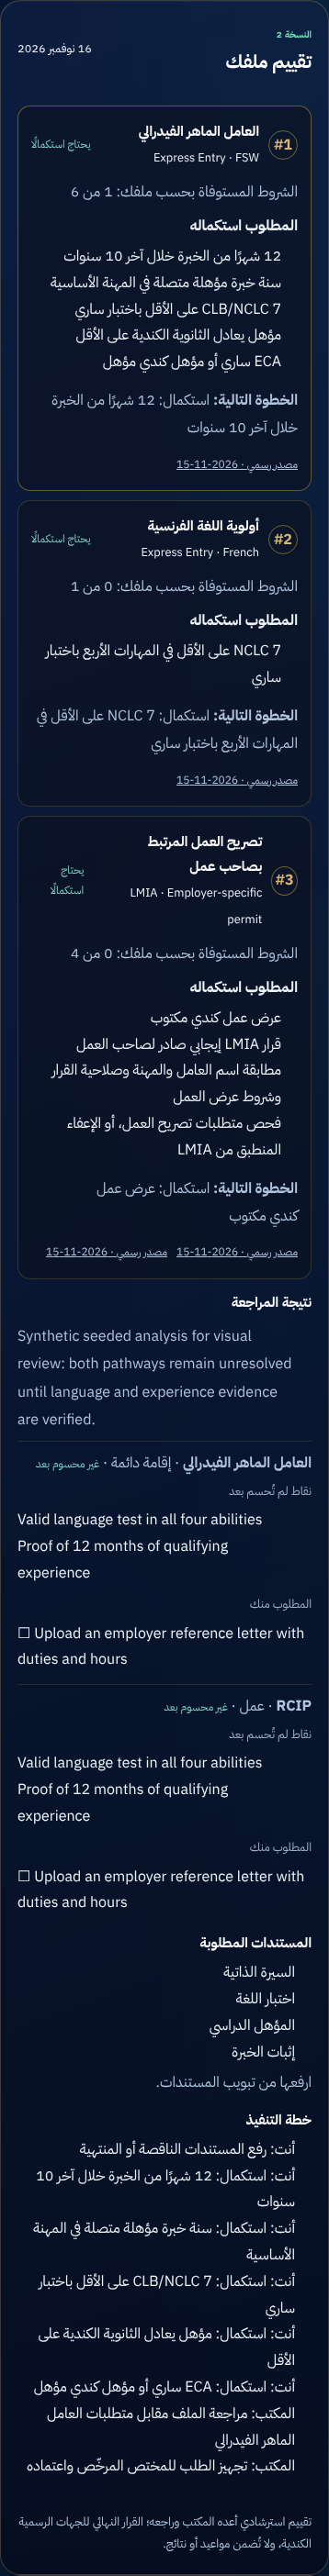 النسخة 2
تقييم ملفك
16 نوفمبر 2026
#1
العامل الماهر الفيدرالي
Express Entry · FSW
يحتاج استكمالًا
الشروط المستوفاة بحسب ملفك: 1 من 6
المطلوب استكماله
12 شهرًا من الخبرة خلال آخر 10 سنوات
سنة خبرة مؤهلة متصلة في المهنة الأساسية
CLB/NCLC 7 على الأقل باختبار ساري
مؤهل يعادل الثانوية الكندية على الأقل
ECA ساري أو مؤهل كندي مؤهل
الخطوة التالية: استكمال: 12 شهرًا من الخبرة
خلال آخر 10 سنوات
مصدر رسمي · 2026-11-15
#2
أولوية اللغة الفرنسية
Express Entry · French
يحتاج استكمالًا
الشروط المستوفاة بحسب ملفك: 0 من 1
المطلوب استكماله
NCLC 7 على الأقل في المهارات الأربع باختبار
ساري
الخطوة التالية: استكمال: NCLC 7 على الأقل في
المهارات الأربع باختبار ساري
مصدر رسمي · 2026-11-15
#3
تصريح العمل المرتبط
بصاحب عمل
LMIA · Employer-specific
permit
يحتاج
استكمالًا
الشروط المستوفاة بحسب ملفك: 0 من 4
المطلوب استكماله
عرض عمل كندي مكتوب
قرار LMIA إيجابي صادر لصاحب العمل
مطابقة اسم العامل والمهنة وصلاحية القرار
وشروط عرض العمل
فحص متطلبات تصريح العمل، أو الإعفاء
المنطبق من LMIA
الخطوة التالية: استكمال: عرض عمل
كندي مكتوب
مصدر رسمي · 2026-11-15 مصدر رسمي · 2026-11-15
نتيجة المراجعة
Synthetic seeded analysis for visual
review: both pathways remain unresolved
until language and experience evidence
are verified.
العامل الماهر الفيدرالي · إقامة دائمة · غير محسوم بعد
نقاط لم تُحسم بعد
Valid language test in all four abilities
Proof of 12 months of qualifying
experience
المطلوب منك
☐ Upload an employer reference letter with
duties and hours
RCIP · عمل · غير محسوم بعد
نقاط لم تُحسم بعد
Valid language test in all four abilities
Proof of 12 months of qualifying
experience
المطلوب منك
☐ Upload an employer reference letter with
duties and hours
المستندات المطلوبة
السيرة الذاتية
اختبار اللغة
المؤهل الدراسي
إثبات الخبرة
ارفعها من تبويب المستندات.
خطة التنفيذ
أنت: رفع المستندات الناقصة أو المنتهية
أنت: استكمال: 12 شهرًا من الخبرة خلال آخر 10
سنوات
أنت: استكمال: سنة خبرة مؤهلة متصلة في المهنة
الأساسية
أنت: استكمال: CLB/NCLC 7 على الأقل باختبار
ساري
أنت: استكمال: مؤهل يعادل الثانوية الكندية على
الأقل
أنت: استكمال: ECA ساري أو مؤهل كندي مؤهل
المكتب: مراجعة الملف مقابل متطلبات العامل
الماهر الفيدرالي
المكتب: تجهيز الطلب للمختص المرخّص واعتماده
تقييم استرشادي أعده المكتب وراجعه؛ القرار النهائي للجهات الرسمية
الكندية، ولا تُضمن مواعيد أو نتائج.